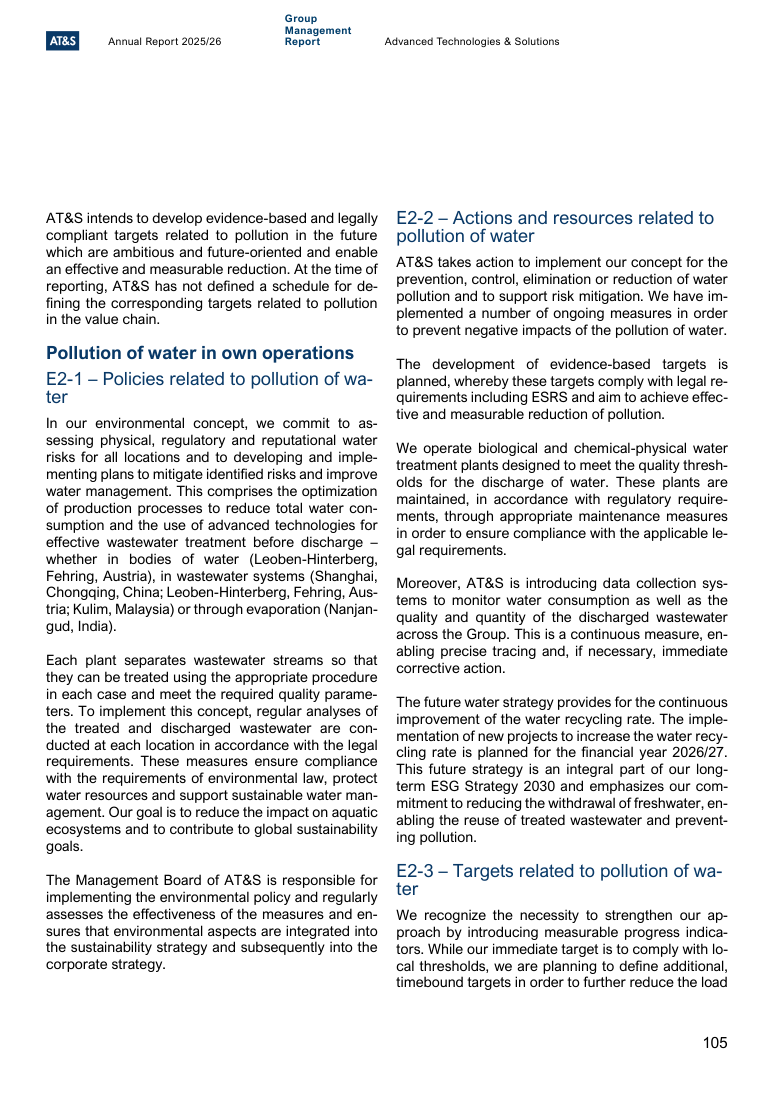 AT&S
Annual Report 2025/26
Group
Management
Report
Advanced Technologies & Solutions
AT&S intends to develop evidence-based and legally
compliant targets related to pollution in the future
which are ambitious and future-oriented and enable
an effective and measurable reduction. At the time of
reporting, AT&S has not defined a schedule for de-
fining the corresponding targets related to pollution
in the value chain.
Pollution of water in own operations
E2-1 – Policies related to pollution of wa-
ter
In our environmental concept, we commit to as-
sessing physical, regulatory and reputational water
risks for all locations and to developing and imple-
menting plans to mitigate identified risks and improve
water management. This comprises the optimization
of production processes to reduce total water con-
sumption and the use of advanced technologies for
effective wastewater treatment before discharge –
whether in bodies of water (Leoben-Hinterberg,
Fehring, Austria), in wastewater systems (Shanghai,
Chongqing, China; Leoben-Hinterberg, Fehring, Aus-
tria; Kulim, Malaysia) or through evaporation (Nanjan-
gud, India).
Each plant separates wastewater streams so that
they can be treated using the appropriate procedure
in each case and meet the required quality parame-
ters. To implement this concept, regular analyses of
the treated and discharged wastewater are con-
ducted at each location in accordance with the legal
requirements. These measures ensure compliance
with the requirements of environmental law, protect
water resources and support sustainable water man-
agement. Our goal is to reduce the impact on aquatic
ecosystems and to contribute to global sustainability
goals.
The Management Board of AT&S is responsible for
implementing the environmental policy and regularly
assesses the effectiveness of the measures and en-
sures that environmental aspects are integrated into
the sustainability strategy and subsequently into the
corporate strategy.
E2-2 – Actions and resources related to
pollution of water
AT&S takes action to implement our concept for the
prevention, control, elimination or reduction of water
pollution and to support risk mitigation. We have im-
plemented a number of ongoing measures in order
to prevent negative impacts of the pollution of water.
The development of evidence-based targets is
planned, whereby these targets comply with legal re-
quirements including ESRS and aim to achieve effec-
tive and measurable reduction of pollution.
We operate biological and chemical-physical water
treatment plants designed to meet the quality thresh-
olds for the discharge of water. These plants are
maintained, in accordance with regulatory require-
ments, through appropriate maintenance measures
in order to ensure compliance with the applicable le-
gal requirements.
Moreover, AT&S is introducing data collection sys-
tems to monitor water consumption as well as the
quality and quantity of the discharged wastewater
across the Group. This is a continuous measure, en-
abling precise tracing and, if necessary, immediate
corrective action.
The future water strategy provides for the continuous
improvement of the water recycling rate. The imple-
mentation of new projects to increase the water recy-
cling rate is planned for the financial year 2026/27.
This future strategy is an integral part of our long-
term ESG Strategy 2030 and emphasizes our com-
mitment to reducing the withdrawal of freshwater, en-
abling the reuse of treated wastewater and prevent-
ing pollution.
E2-3 – Targets related to pollution of wa-
ter
We recognize the necessity to strengthen our ap-
proach by introducing measurable progress indica-
tors. While our immediate target is to comply with lo-
cal thresholds, we are planning to define additional,
timebound targets in order to further reduce the load
105